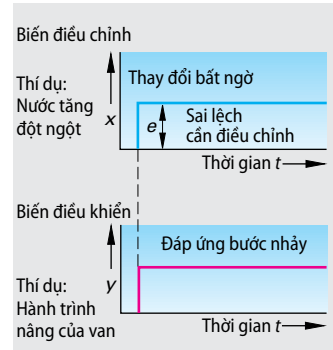 Biến điều chỉnh
Thí dụ:
Nước tăng
đột ngột
x
Thay đổi bất ngờ
e
Sai lệch
cần điều chỉnh
Thời gian t
Biến điều khiển
y
Thí dụ:
Hành trình
nâng của van
Đáp ứng bước nhảy
Thời gian t